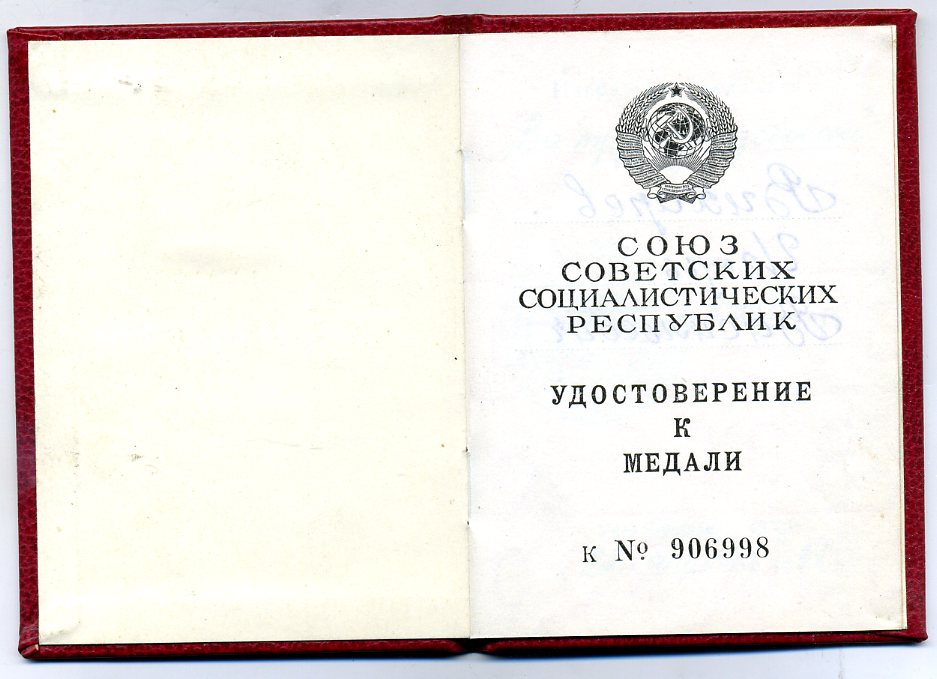 СОЮЗ
СОВЕТСКИХ
СОЦИАЛИСТИЧЕСКИХ
РЕСПУБЛИК
УДОСТОВЕРЕНИЕ
К
МЕДАЛИ
К № 906998